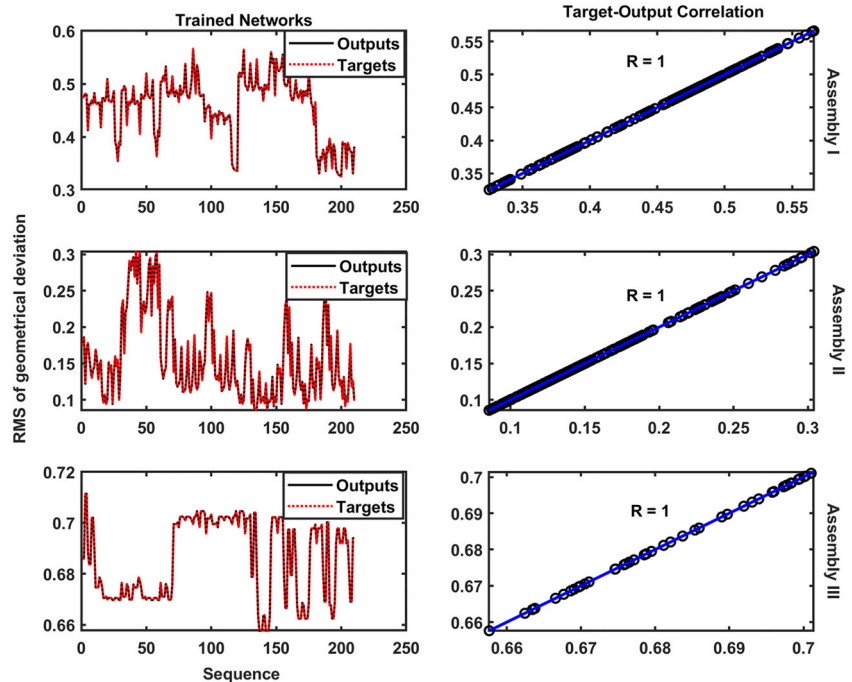 Trained Networks
Target-Output Correlation
RMS of geometrical deviation
0.6
0.5
0.4
0.3
0 50 100 150 200 250
Outputs
Targets
0.55
0.5
0.45
0.4
0.35
0.35 0.4 0.45 0.5 0.55
R = 1
Assembly I
0.3
0.25
0.2
0.15
0.1
0 50 100 150 200 250
Outputs
Targets
0.3
0.25
0.2
0.15
0.1
0.1 0.15 0.2 0.25 0.3
R = 1
Assembly II
0.72
0.7
0.68
0.66
0 50 100 150 200 250
Outputs
Targets
Sequence
0.7
0.69
0.68
0.67
0.66
0.66 0.67 0.68 0.69 0.7
R = 1
Assembly III